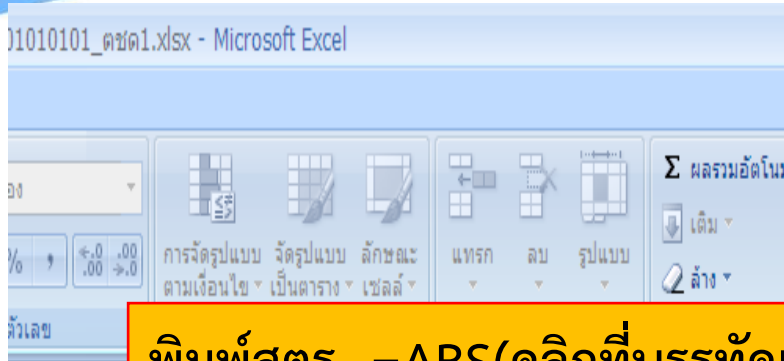 01010101_ตชด1.xlsx - Microsoft Excel
Σ ผลรวมอัตโนม
% , .0 .00 .00 .0
การจัดรูปแบบ จัดรูปแบบ ลักษณะ แทรก ลบ รูปแบบ เติม
ตามเงื่อนไข เป็นตาราง เซลล์ ล้าง
ตัวเลข
พิมพ์สูตร =ABS(คลิกที่บรรทัด